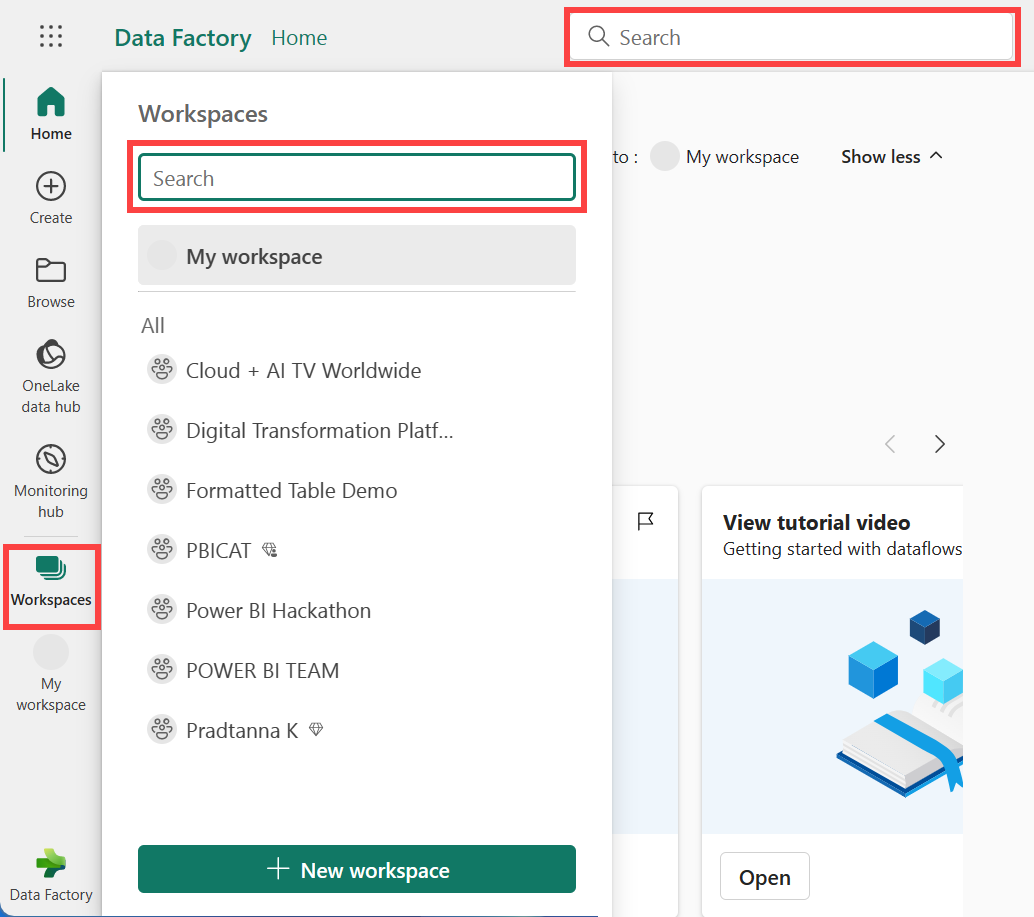 Data Factory Home
Search
Home
Create
Browse
OneLake
data hub
Monitoring
hub
Workspaces
My
workspace
Data Factory
Workspaces
Search
My workspace
All
Cloud + AI TV Worldwide
Digital Transformation Platf...
Formatted Table Demo
PBICAT
Power BI Hackathon
POWER BI TEAM
Pradtanna K
New workspace
to : My workspace
Show less
View tutorial video
Getting started with dataflows
Open